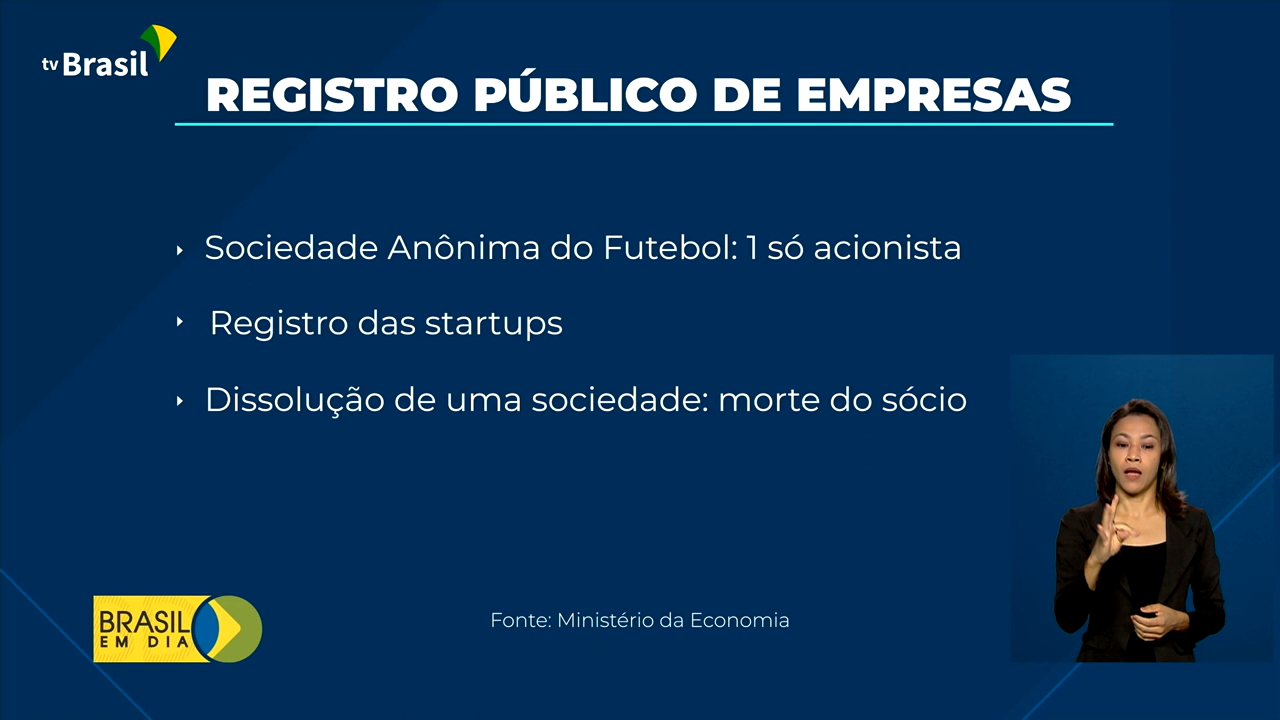 tv Brasil
REGISTRO PÚBLICO DE EMPRESAS
Sociedade Anônima do Futebol: 1 só acionista
Registro das startups
Dissolução de uma sociedade: morte do sócio
BRASIL
EM DIA
Fonte: Ministério da Economia